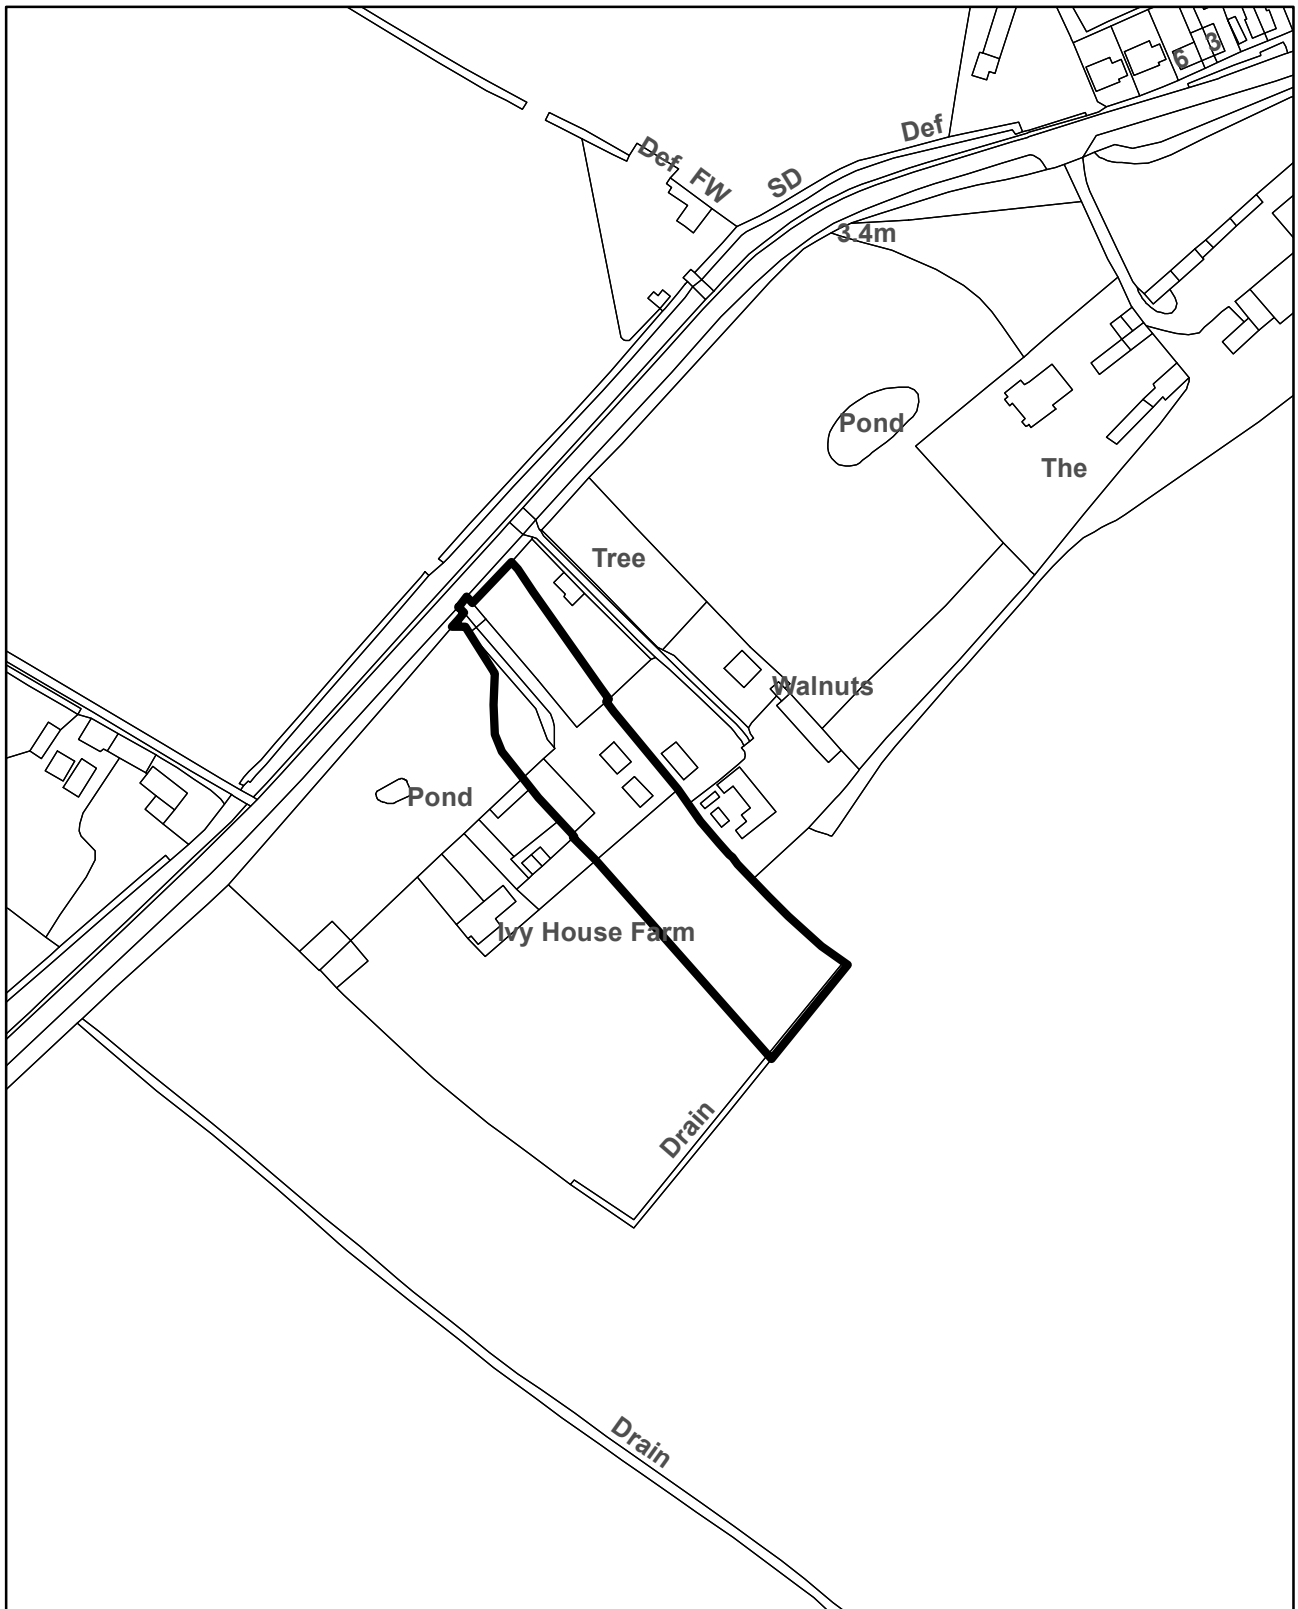 3
6
Def
Def
FW
SD
3.4m
Pond
The
Tree
Walnuts
Pond
Ivy House Farm
Drain
Drain